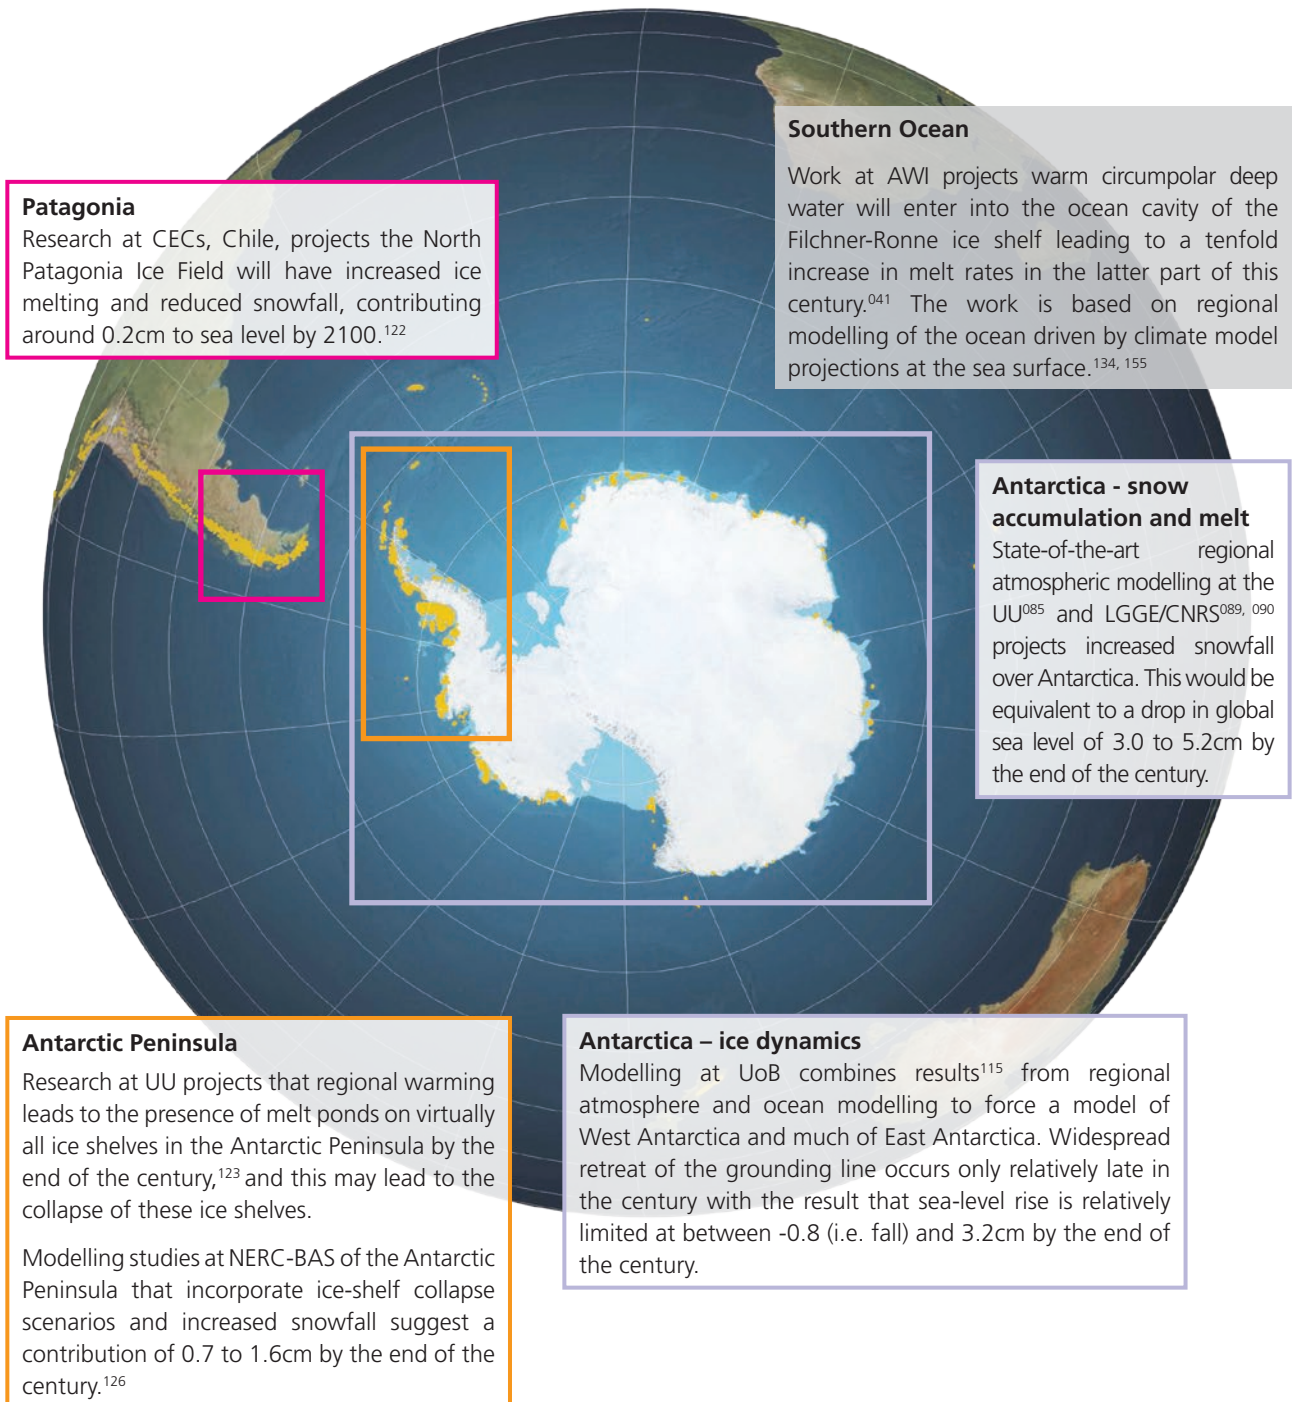 Southern Ocean
Work at AWI projects warm circumpolar deep
water will enter into the ocean cavity of the
Filchner-Ronne ice shelf leading to a tenfold
increase in melt rates in the latter part of this
century.041 The work is based on regional
modelling of the ocean driven by climate model
projections at the sea surface.134, 155
Patagonia
Research at CECs, Chile, projects the North
Patagonia Ice Field will have increased ice
melting and reduced snowfall, contributing
around 0.2cm to sea level by 2100.122
Antarctica - snow
accumulation and melt
State-of-the-art regional
atmospheric modelling at the
UU085 and LGGE/CNRS089, 090
projects increased snowfall
over Antarctica. This would be
equivalent to a drop in global
sea level of 3.0 to 5.2cm by
the end of the century.
Antarctic Peninsula
Research at UU projects that regional warming
leads to the presence of melt ponds on virtually
all ice shelves in the Antarctic Peninsula by the
end of the century,123 and this may lead to the
collapse of these ice shelves.
Modelling studies at NERC-BAS of the Antarctic
Peninsula that incorporate ice-shelf collapse
scenarios and increased snowfall suggest a
contribution of 0.7 to 1.6cm by the end of the
century.126
Antarctica – ice dynamics
Modelling at UoB combines results115 from regional
atmosphere and ocean modelling to force a model of
West Antarctica and much of East Antarctica. Widespread
retreat of the grounding line occurs only relatively late in
the century with the result that sea-level rise is relatively
limited at between -0.8 (i.e. fall) and 3.2cm by the end of
the century.